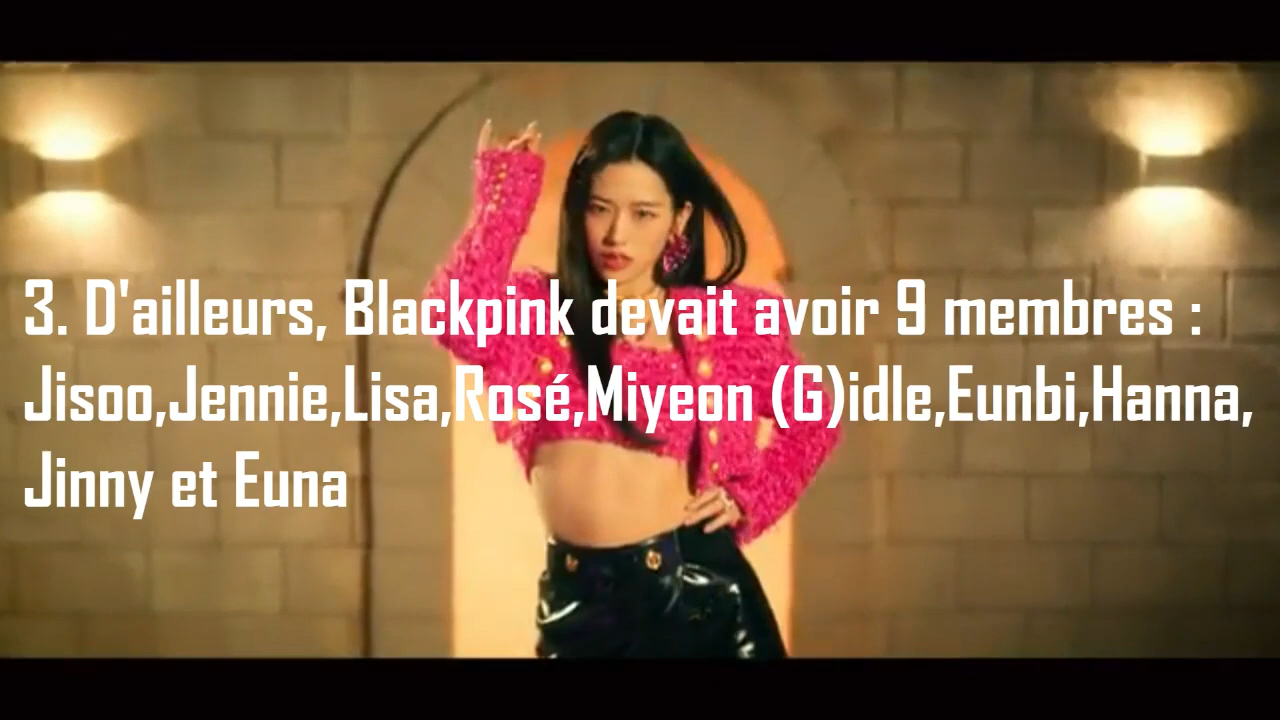 3. D'ailleurs, Blackpink devait avoir 9 membres :
Jisoo,Jennie,Lisa,Rosé,Miyeon (G)idle,Eunbi,Hanna,
Jinny et Euna